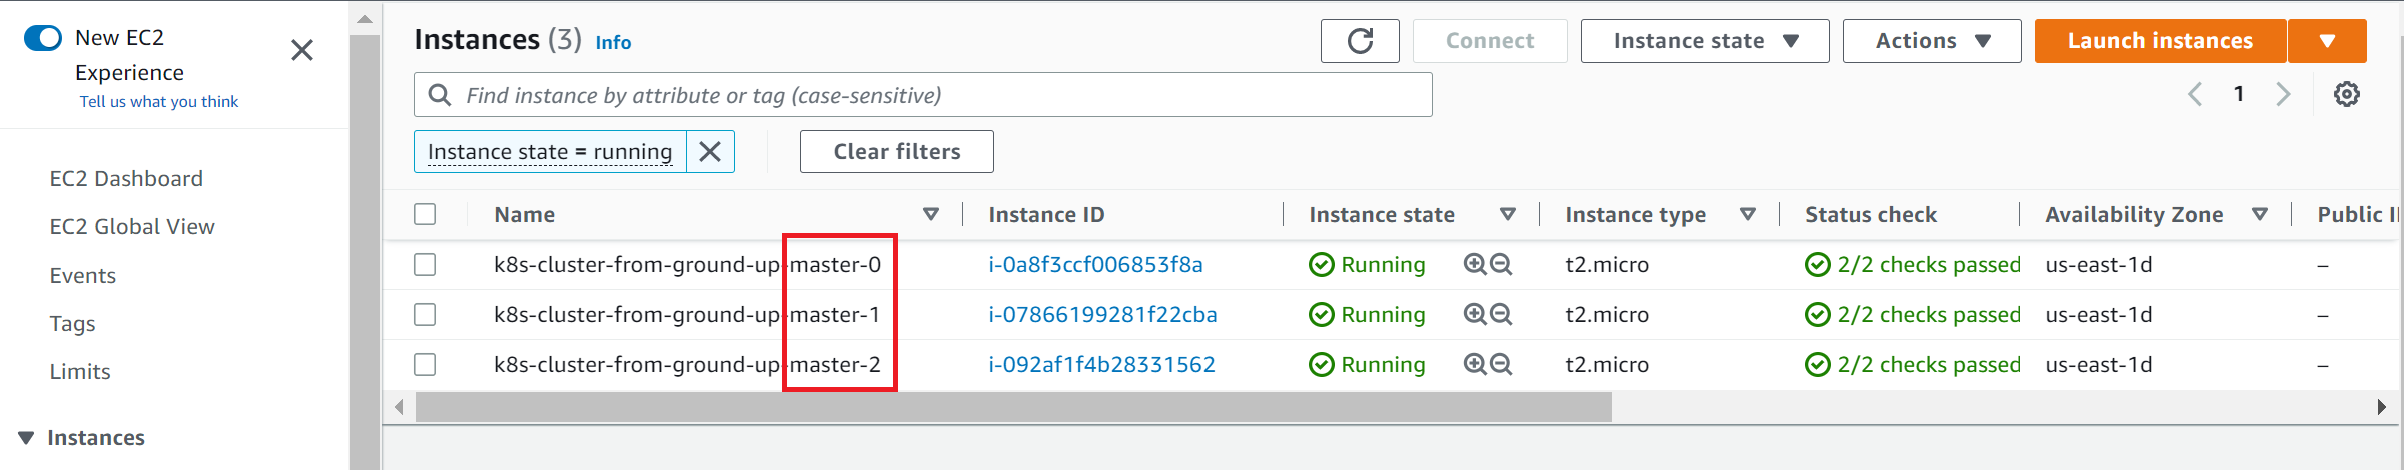 New EC2
Experience
Tell us what you think
EC2 Dashboard
EC2 Global View
Events
Tags
Limits
Instances
Instances (3) Info
Connect
Instance state
Actions
Launch instances
Find instance by attribute or tag (case-sensitive)
1
Instance state = running
Clear filters
Name Instance ID Instance state Instance type Status check Availability Zone Public I
k8s-cluster-from-ground-up-master-0 i-0a8f3ccf006853f8a Running t2.micro 2/2 checks passed us-east-1d –
k8s-cluster-from-ground-up-master-1 i-07866199281f22cba Running t2.micro 2/2 checks passed us-east-1d –
k8s-cluster-from-ground-up-master-2 i-092af1f4b28331562 Running t2.micro 2/2 checks passed us-east-1d –